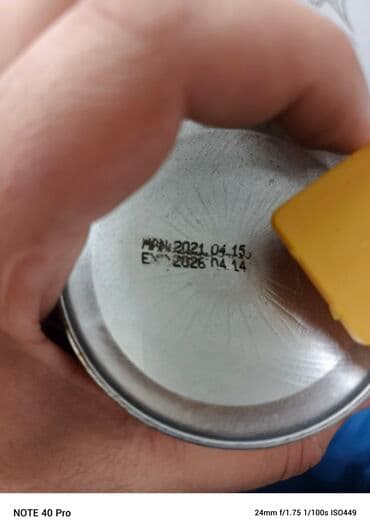 MAN:2021.04.15.
EXP:2026.04.14
NOTE 40 Pro
24mm f/1.75 1/100s ISO449